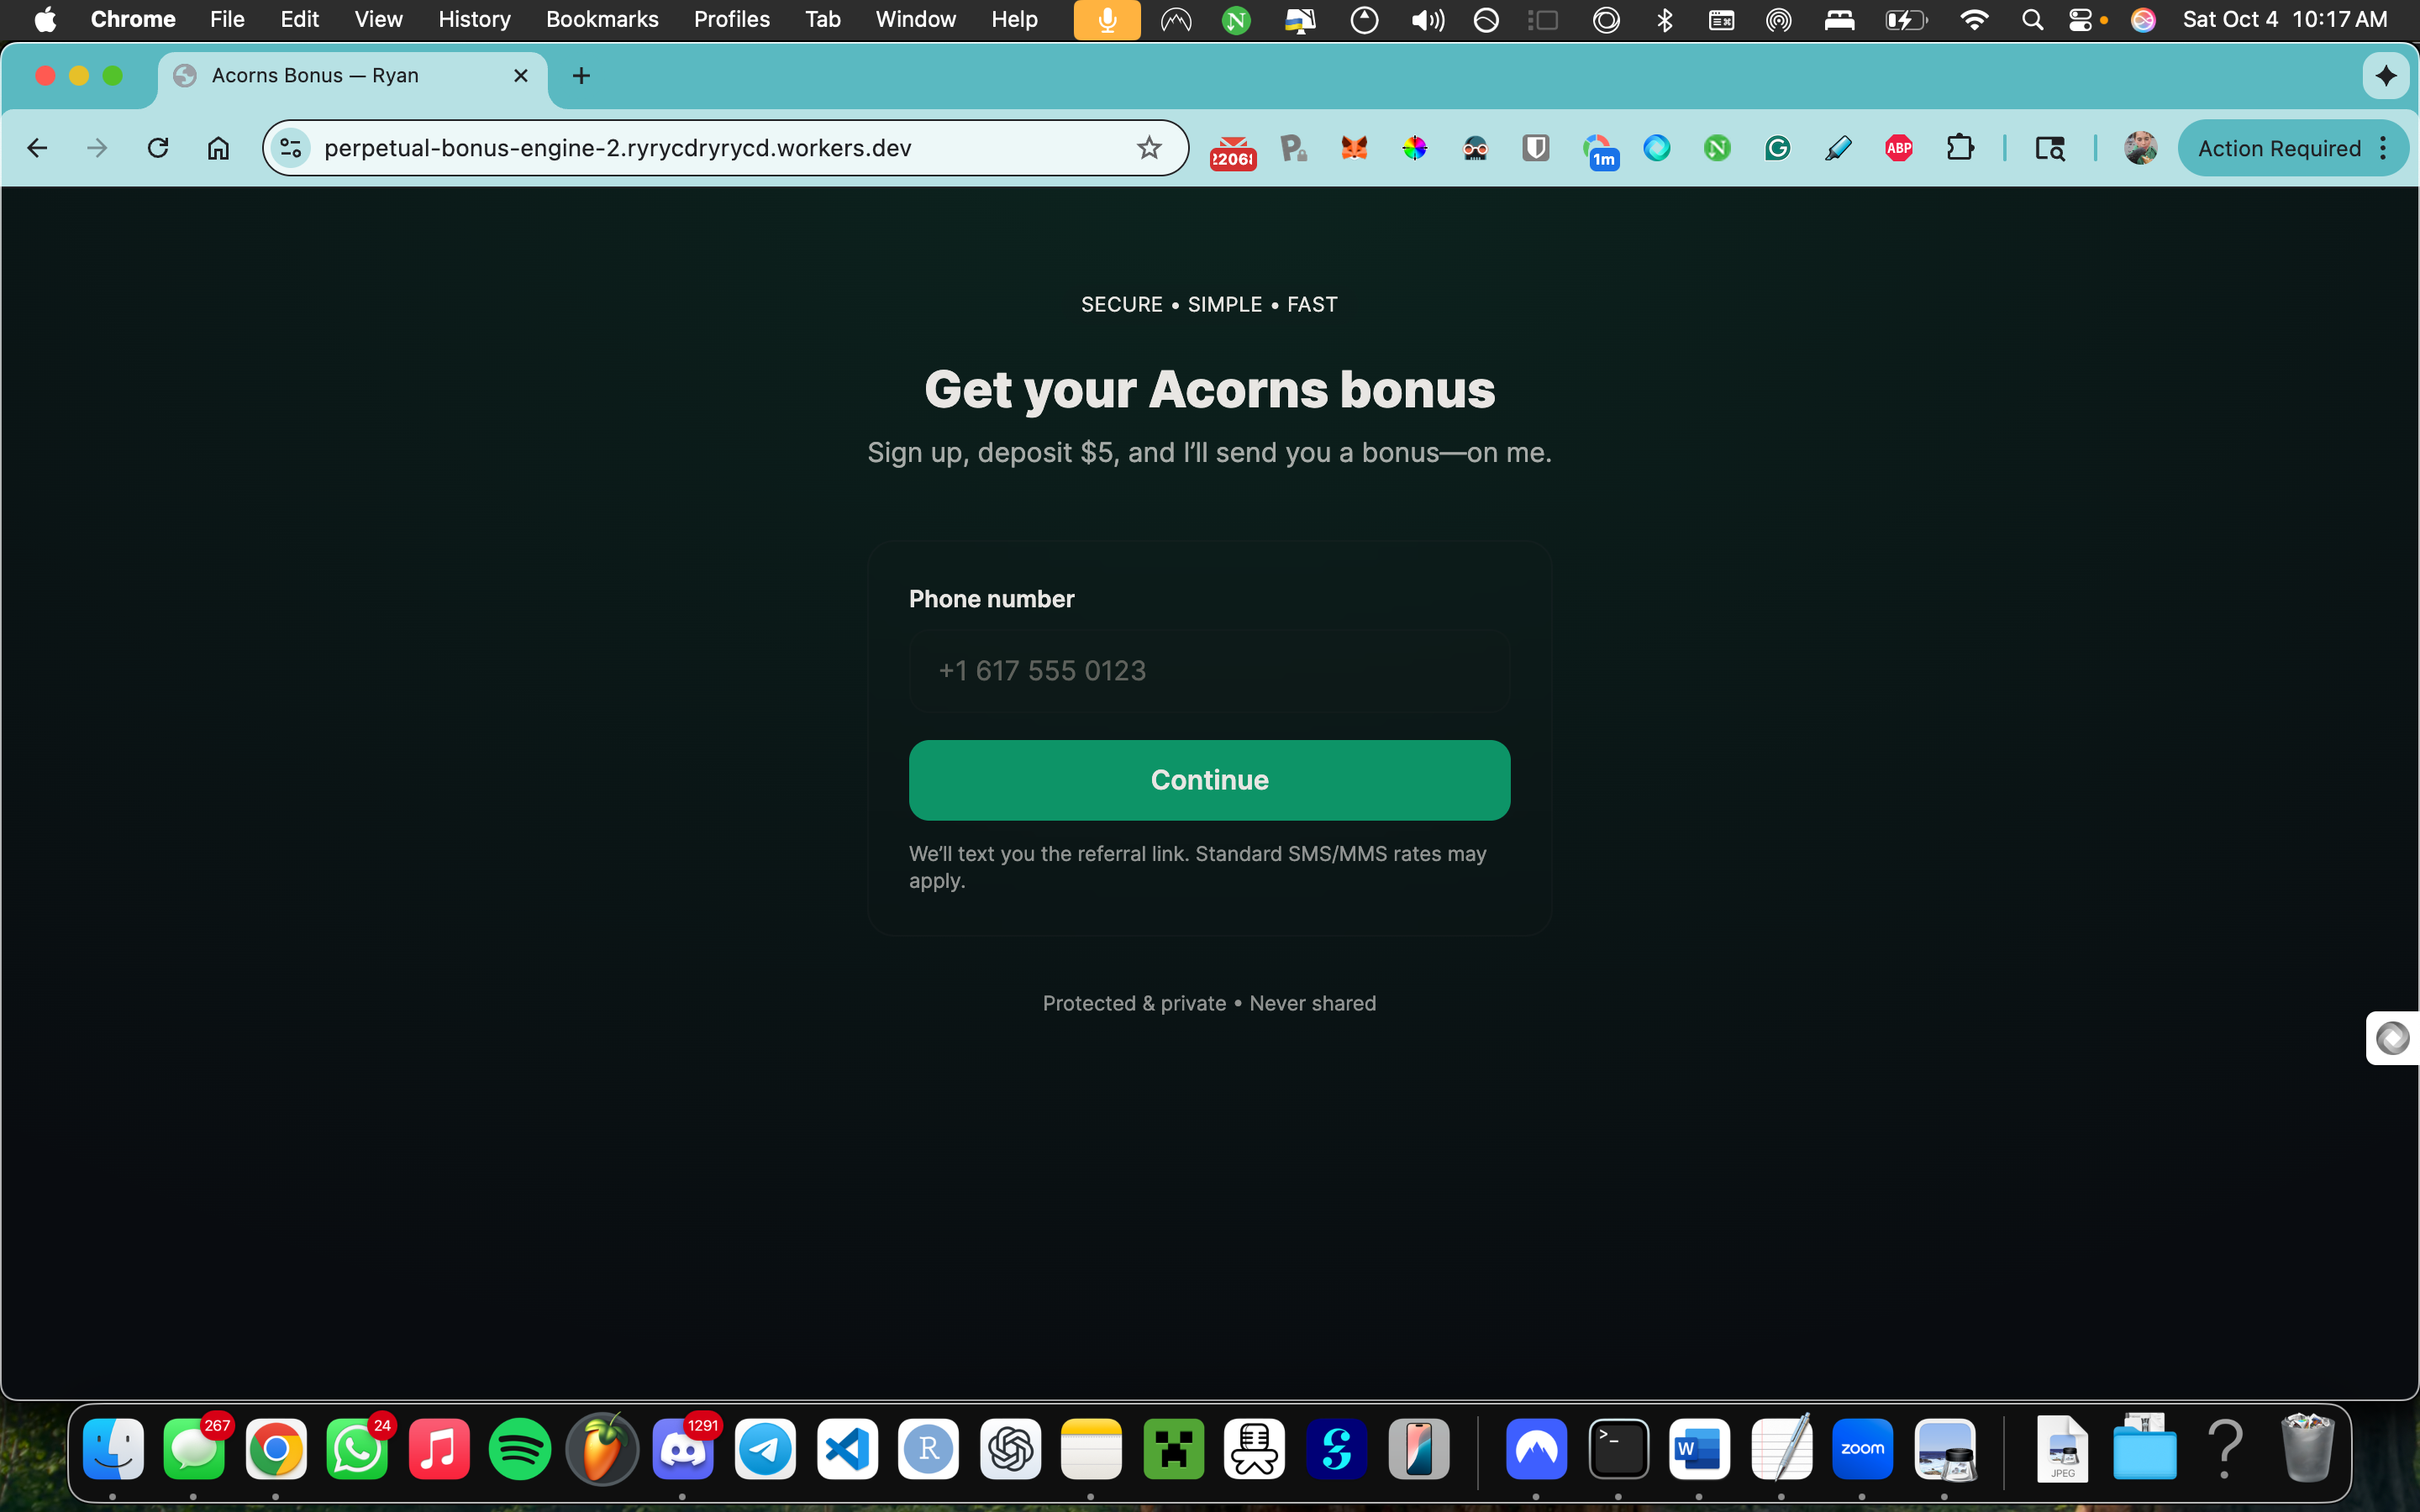 Chrome File Edit View History Bookmarks Profiles Tab Window Help Sat Oct 4 10:17 AM
Acorns Bonus — Ryan
perpetual-bonus-engine-2.ryrycdryrycd.workers.dev
1m
ABP
Action Required
SECURE • SIMPLE • FAST
Get your Acorns bonus
Sign up, deposit $5, and I’ll send you a bonus—on me.
Phone number
+1 617 555 0123
Continue
We’ll text you the referral link. Standard SMS/MMS rates may
apply.
Protected & private • Never shared
267
24
1291
R
W
zoom
JPEG